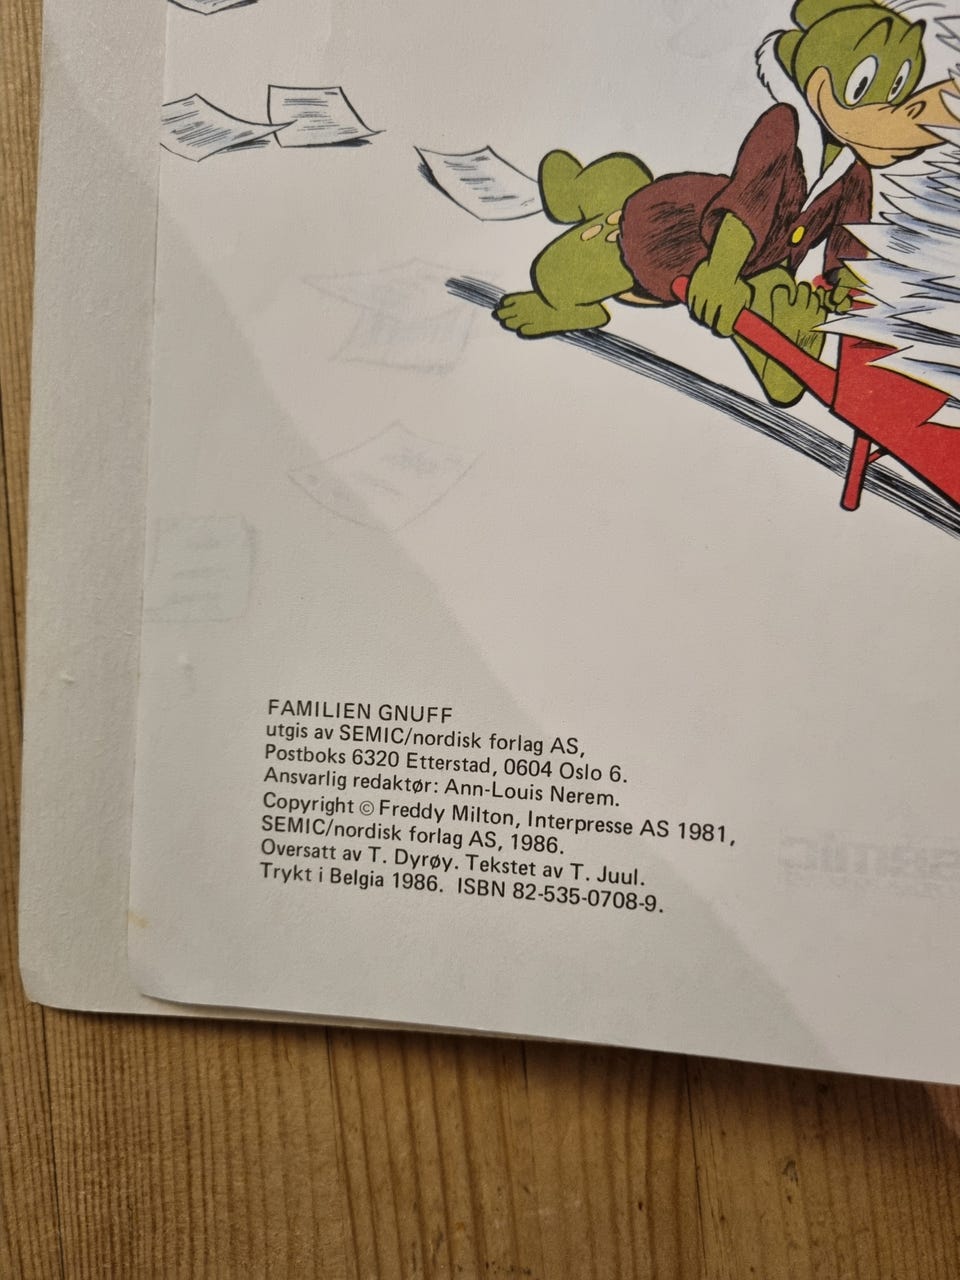 FAMILIEN GNUFF
utgis av SEMIC/nordisk forlag AS,
Postboks 6320 Etterstad, 0604 Oslo 6.
Ansvarlig redaktør: Ann-Louis Nerem.
Copyright © Freddy Milton, Interpresse AS 1981,
SEMIC/nordisk forlag AS, 1986.
Oversatt av T. Dyrøy. Tekstet av T. Juul.
Trykt i Belgia 1986. ISBN 82-535-0708-9.